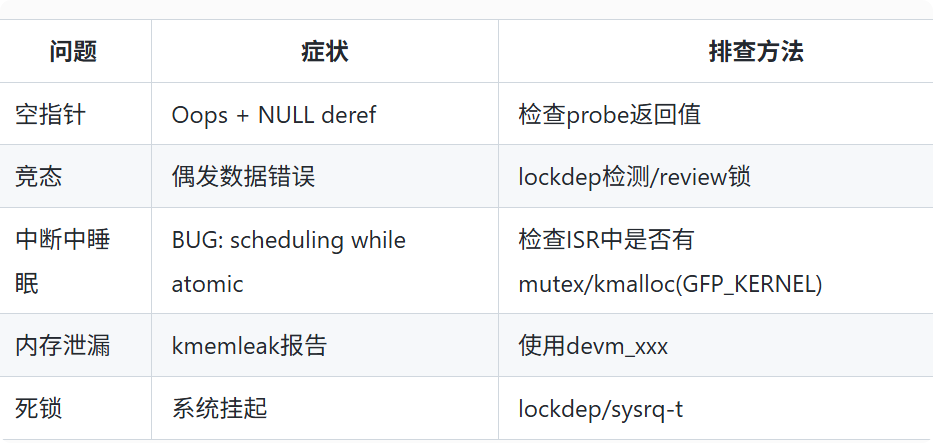 问题 症状 排查方法
空指针 Oops + NULL deref 检查probe返回值
竞态 偶发数据错误 lockdep检测/review锁
中断中睡 BUG: scheduling while 检查ISR中是否有
眠 atomic mutex/kmalloc(GFP_KERNEL)
内存泄漏 kmemleak报告 使用devm_xxx
死锁 系统挂起 lockdep/sysrq-t